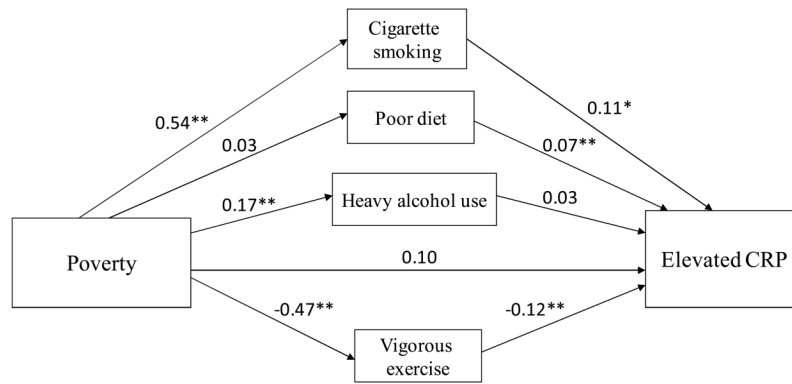 Cigarette
smoking
0.54**
0.11*
Poor diet
0.03
0.07**
Heavy alcohol use
0.17**
0.03
Poverty
0.10
Elevated CRP
-0.47**
-0.12**
Vigorous
exercise